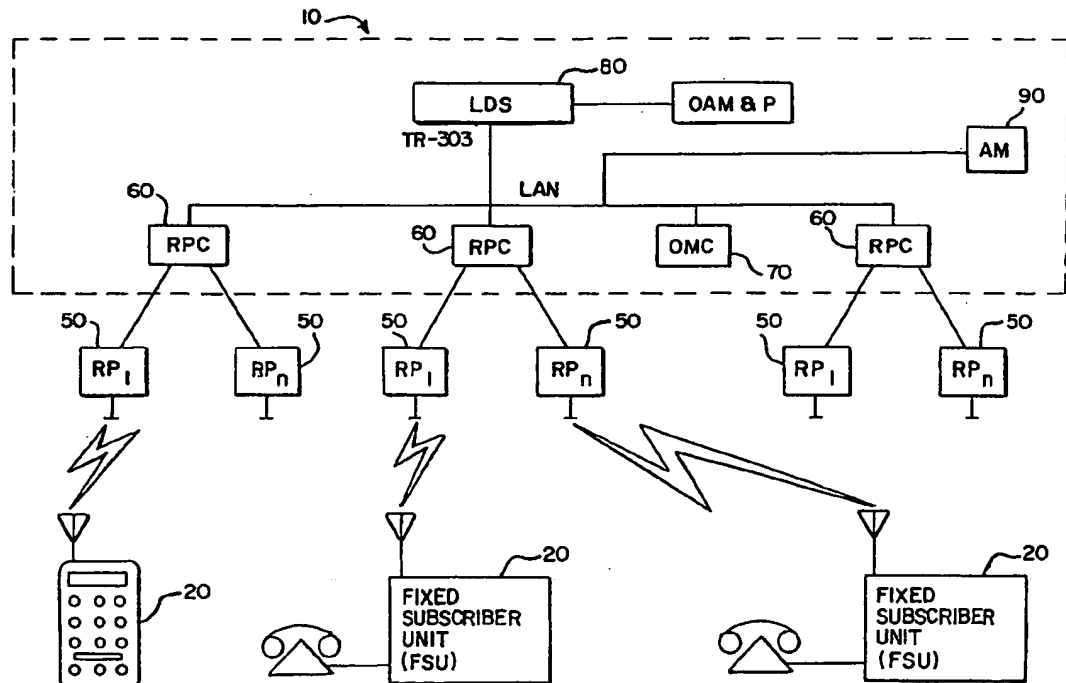 10
80
LDS
OAM & P
90
TR-303
AM
LAN
60
RPC
60
RPC
OMC
70
60
RPC
50
RP1
50
RPn
50
RP1
50
RPn
50
RP1
50
RPn
20
20
FIXED
SUBSCRIBER
UNIT
(FSU)
20
FIXED
SUBSCRIBER
UNIT
(FSU)